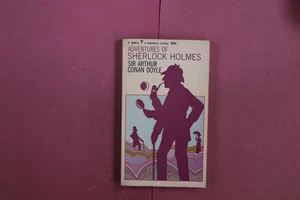 ADVENTURES OF
SHERLOCK HOLMES
SIR ARTHUR
CONAN DOYLE